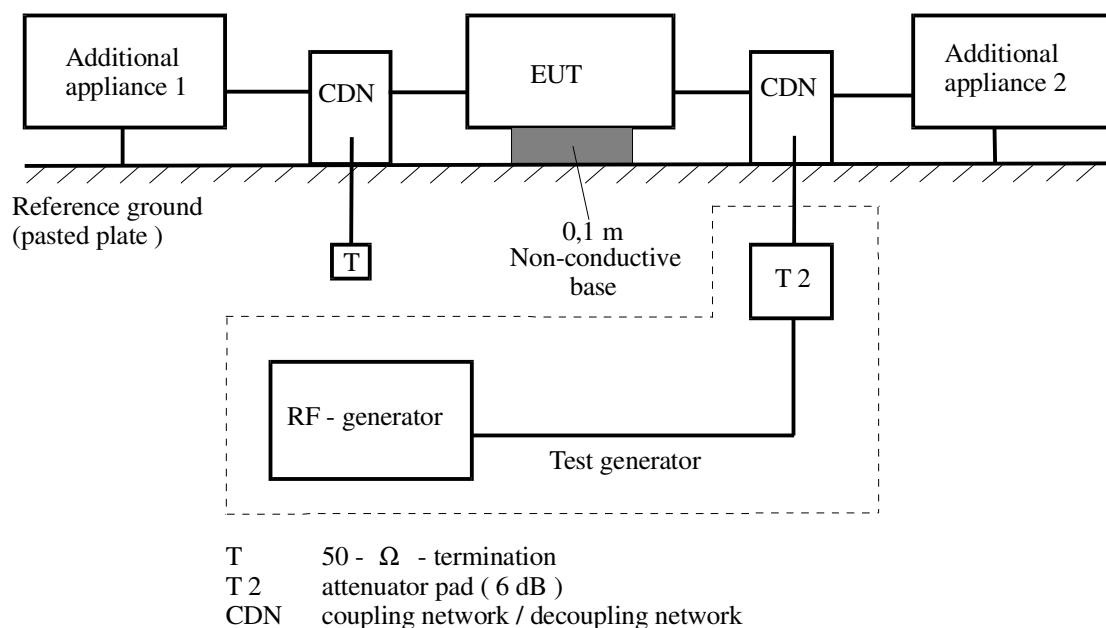 Additional
appliance 1
CDN
EUT
CDN
Additional
appliance 2
Reference ground
(pasted plate )
T
0,1 m
Non-conductive
base
T 2
RF - generator
Test generator
T 50 - Ω - termination
T 2 attenuator pad ( 6 dB )
CDN coupling network / decoupling network